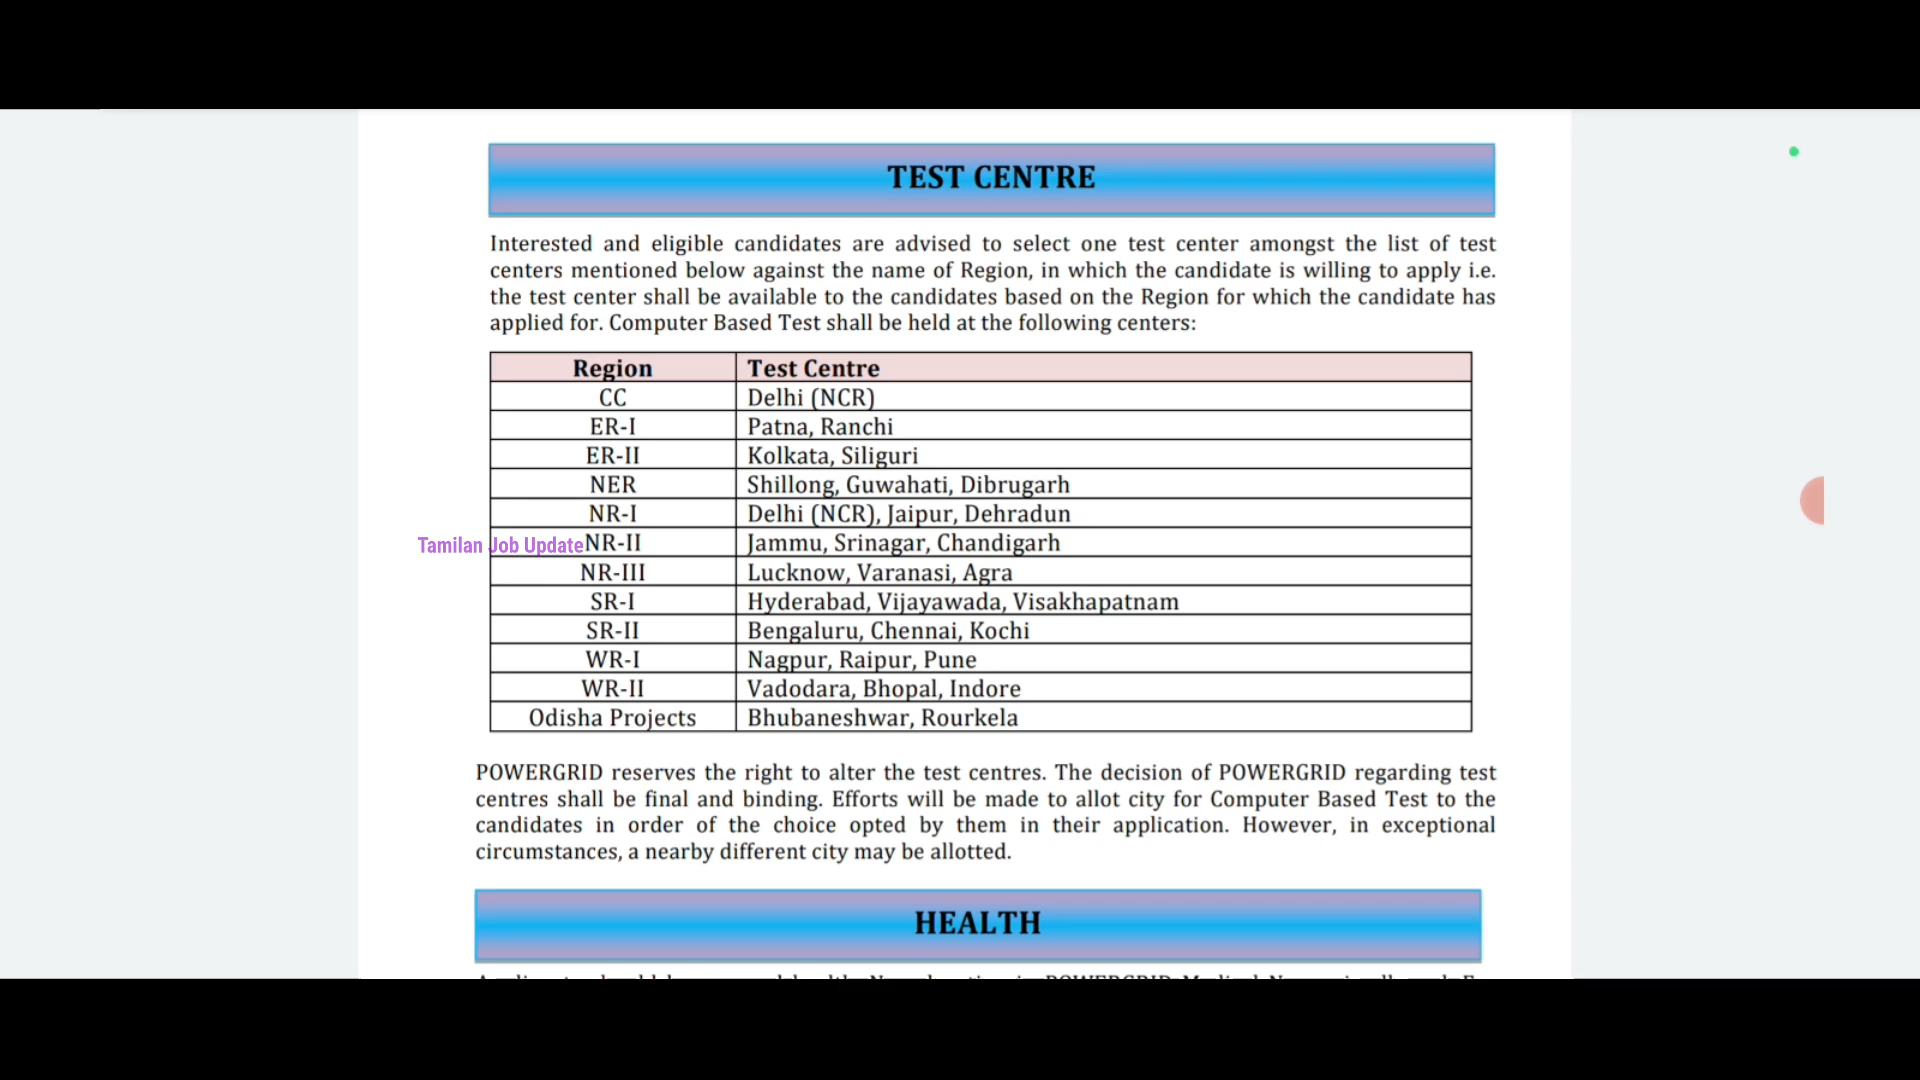 TEST CENTRE
Interested and eligible candidates are advised to select one test center amongst the list of test
centers mentioned below against the name of Region, in which the candidate is willing to apply i.e.
the test center shall be available to the candidates based on the Region for which the candidate has
applied for. Computer Based Test shall be held at the following centers:
Region Test Centre
CC Delhi (NCR)
ER-I Patna, Ranchi
ER-II Kolkata, Siliguri
NER Shillong, Guwahati, Dibrugarh
NR-I Delhi (NCR), Jaipur, Dehradun
Tamilan Job Update
NR-II Jammu, Srinagar, Chandigarh
NR-III Lucknow, Varanasi, Agra
SR-I Hyderabad, Vijayawada, Visakhapatnam
SR-II Bengaluru, Chennai, Kochi
WR-I Nagpur, Raipur, Pune
WR-II Vadodara, Bhopal, Indore
Odisha Projects Bhubaneshwar, Rourkela
POWERGRID reserves the right to alter the test centres. The decision of POWERGRID regarding test
centres shall be final and binding. Efforts will be made to allot city for Computer Based Test to the
candidates in order of the choice opted by them in their application. However, in exceptional
circumstances, a nearby different city may be allotted.
HEALTH